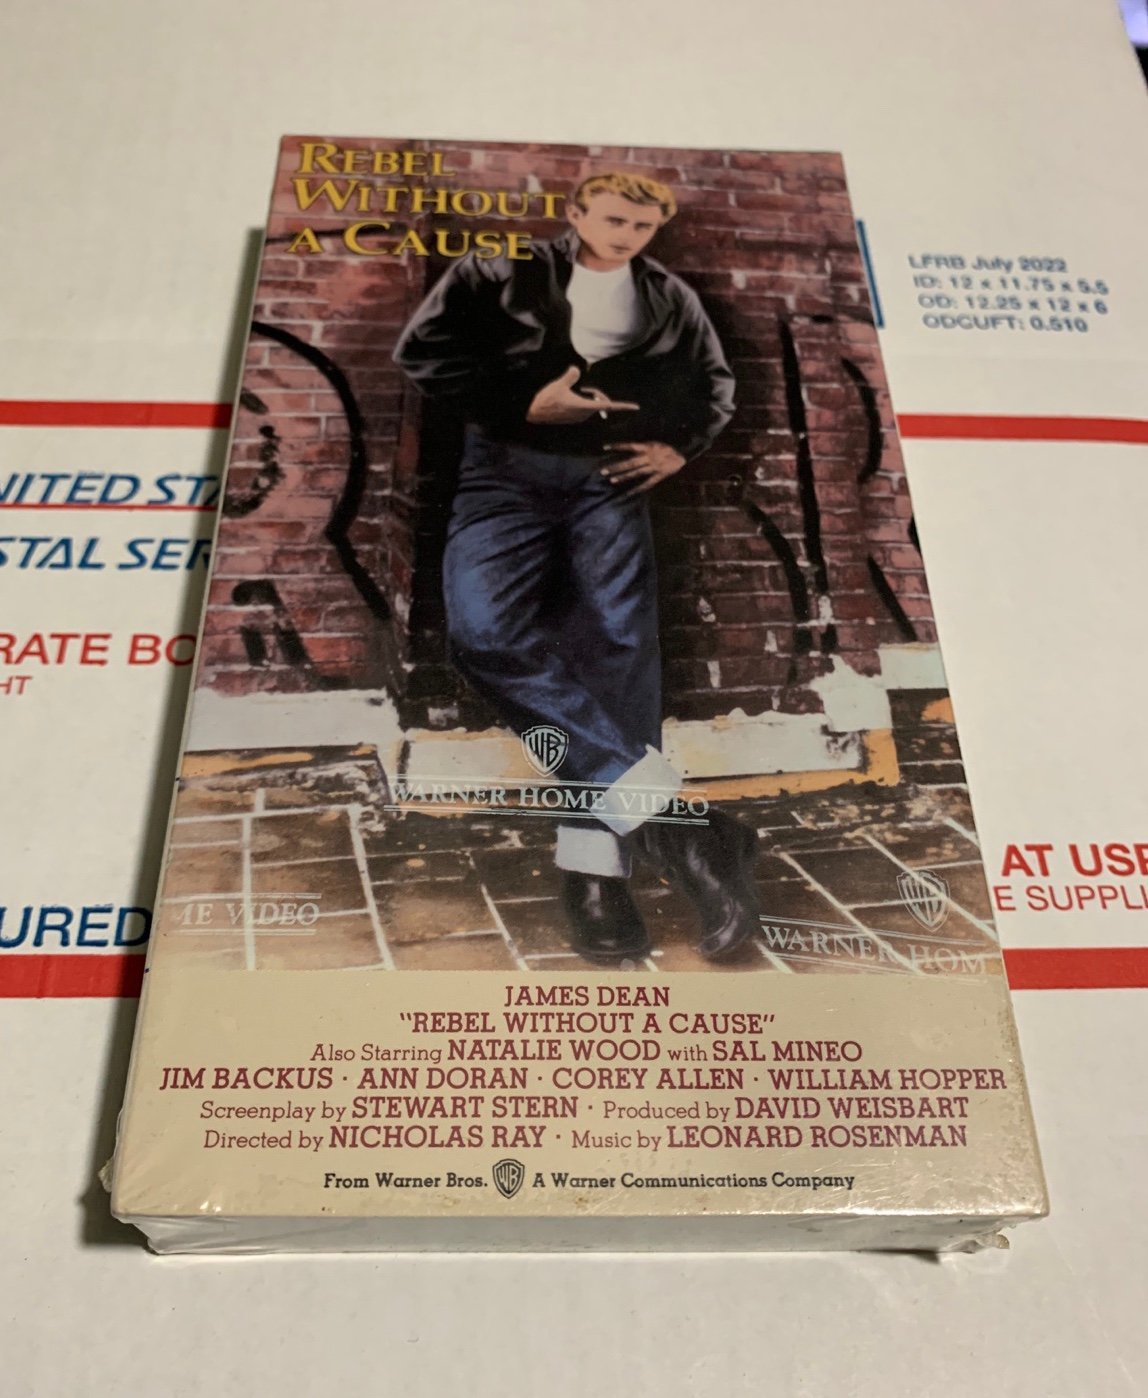 REBEL
WITHOUT
A CAUSE
LFRB July 2022
ID: 12 x 11.75 x 5.5
OD: 12.25 x 12 x 6
ODCUFT: 0.510
NITED STA
STAL SER
RATE BO
HT
WB
WARNER HOME VIDEO
ME VIDEO
WB
WARNER HOM
AT USE
E SUPPLI
URED
JAMES DEAN
"REBEL WITHOUT A CAUSE"
Also Starring NATALIE WOOD with SAL MINEO
JIM BACKUS · ANN DORAN · COREY ALLEN · WILLIAM HOPPER
Screenplay by STEWART STERN · Produced by DAVID WEISBART
Directed by NICHOLAS RAY · Music by LEONARD ROSENMAN
From Warner Bros. WB A Warner Communications Company